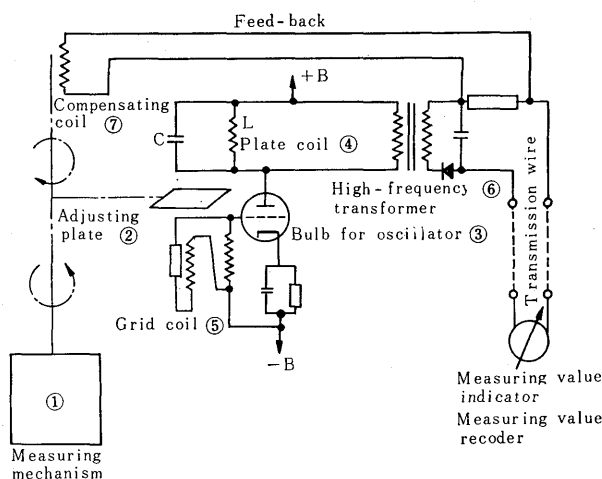 Feed-back
+B
Compensating
coil ⑦
C
L
Plate coil ④
High-frequency ⑥
transformer
Adjusting
plate ②
Bulb for oscilator ③
Grid coil ⑤
Transmission wire
-B
①
Measuring
mechanism
Measuring value
indicator
Measuring value
recoder